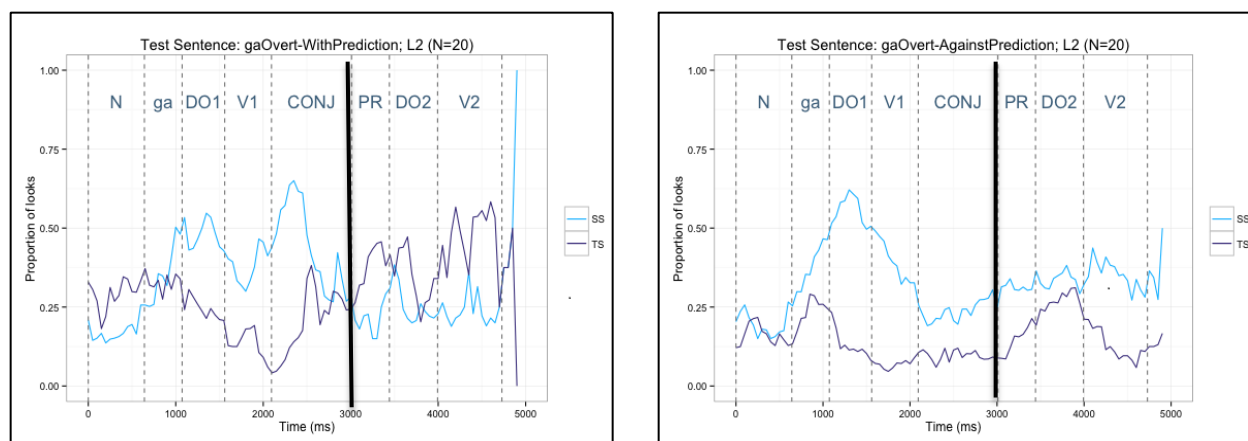 Test Sentence: gaOvert-WithPrediction; L2 (N=20)
1.00
0.75
0.50
0.25
0.00
Proportion of looks
N ga DO1 V1 CONJ PR DO2 V2
SS
TS
0 1000 2000 3000 4000 5000
Time (ms)
Test Sentence: gaOvert-AgainstPrediction; L2 (N=20)
1.00
0.75
0.50
0.25
0.00
Proportion of looks
N ga DO1 V1 CONJ PR DO2 V2
SS
TS
0 1000 2000 3000 4000 5000
Time (ms)